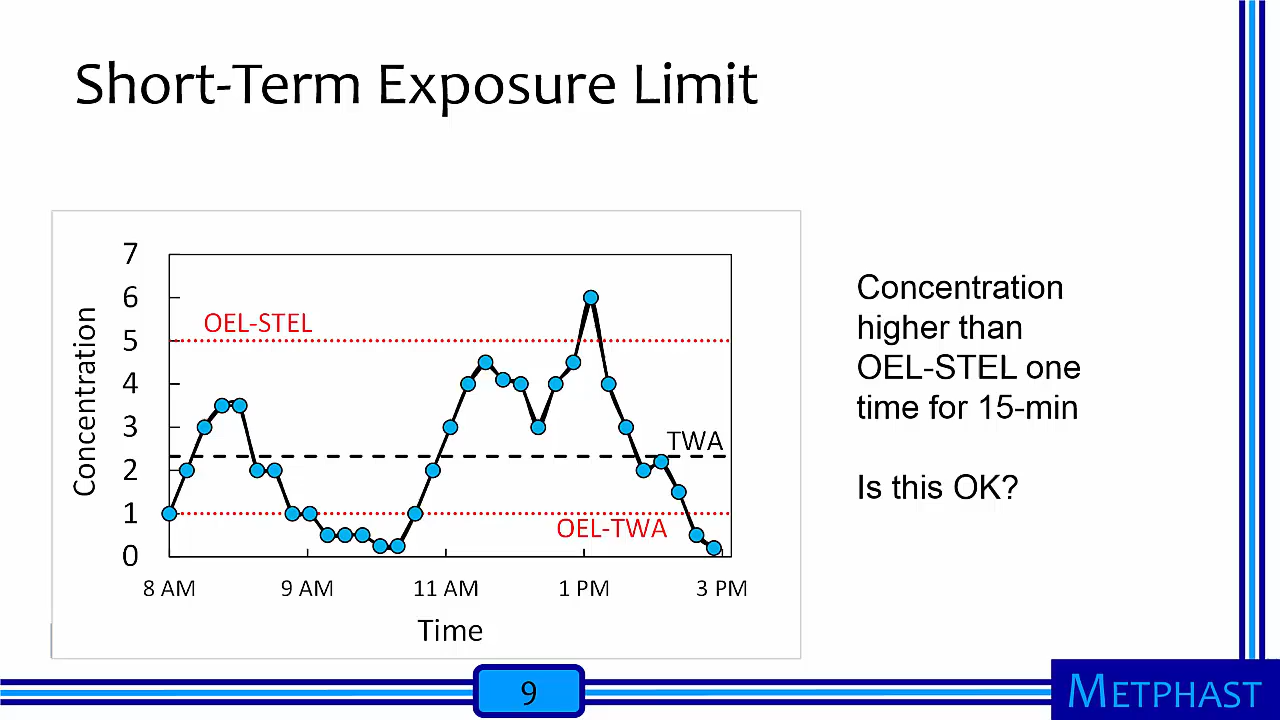 Short-Term Exposure Limit
7
6
5
4
3
2
1
0
Concentration
OEL-STEL
TWA
OEL-TWA
8 AM
9 AM
11 AM
1 PM
3 PM
Time
Concentration
higher than
OEL-STEL one
time for 15-min
Is this OK?
9
METPHAST